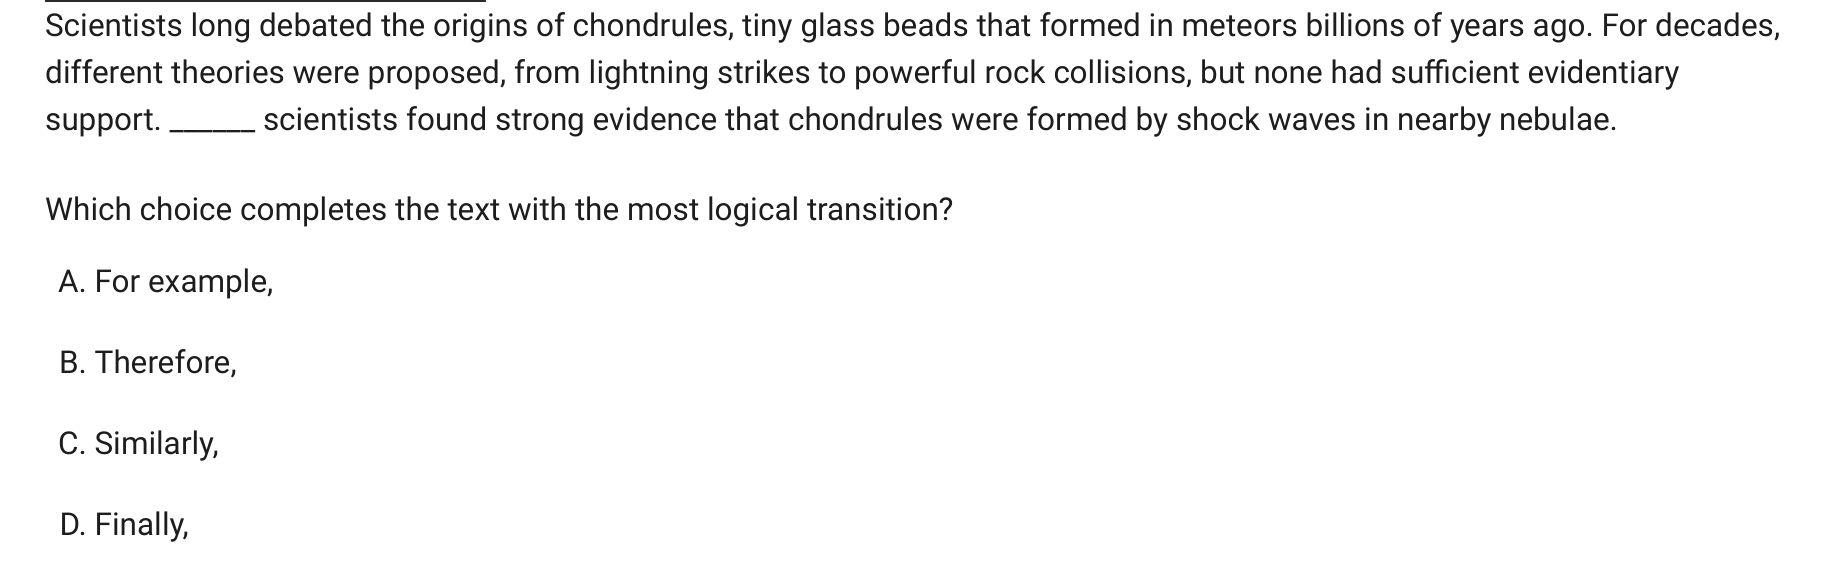 Scientists long debated the origins of chondrules, tiny glass beads that formed in meteors billions of years ago. For decades,
different theories were proposed, from lightning strikes to powerful rock collisions, but none had sufficient evidentiary
support. ______ scientists found strong evidence that chondrules were formed by shock waves in nearby nebulae.
Which choice completes the text with the most logical transition?
A. For example,
B. Therefore,
C. Similarly,
D. Finally,